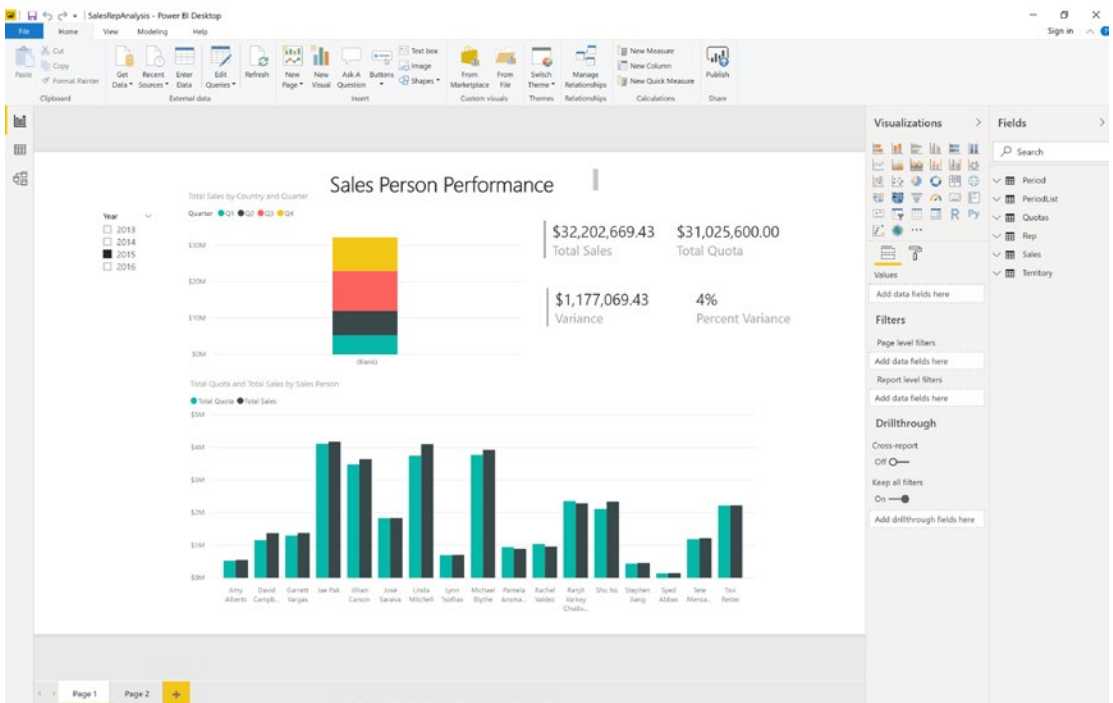 SalesRepAnalysis - Power BI Desktop
Sign in
File Home View Modeling Help
Paste
Cut
Copy
Format Painter
Clipboard
Get Data
Recent Sources
Enter Data
Edit Queries
Refresh
External data
New Page
New Visual
Ask A Question
Buttons
Text box
Image
Shapes
Insert
From Marketplace
From File
Custom visuals
Switch Theme
Themes
Manage Relationships
Relationships
New Measure
New Column
New Quick Measure
Calculations
Publish
Share
Sales Person Performance
Year
2013
2014
2015
2016
Total Sales by Country and Quarter
Quarter Q1 Q2 Q3 Q4
$30M
$20M
$10M
$0M
(Blank)
$32,202,669.43
Total Sales
$31,025,600.00
Total Quota
$1,177,069.43
Variance
4%
Percent Variance
Total Quota and Total Sales by Sales Person
Total Quota Total Sales
$5M
$4M
$3M
$2M
$1M
$0M
Amy Alberts
David Campb...
Garrett Vargas
Jae Pak
Jillian Carson
José Saraiva
Linda Mitchell
Lynn Tsoflias
Michael Blythe
Pamela Ansma...
Rachel Valdez
Ranjit Varkey Chudu...
Shu Ito
Stephen Jiang
Syed Abbas
Tete Mensa...
Tsvi Reiter
Visualizations
R Py
Values
Add data fields here
Filters
Page level filters
Add data fields here
Report level filters
Add data fields here
Drillthrough
Cross-report
Off
Keep all filters
On
Add drillthrough fields here
Fields
Search
Period
PeriodList
Quotas
Rep
Sales
Territory
Page 1 Page 2